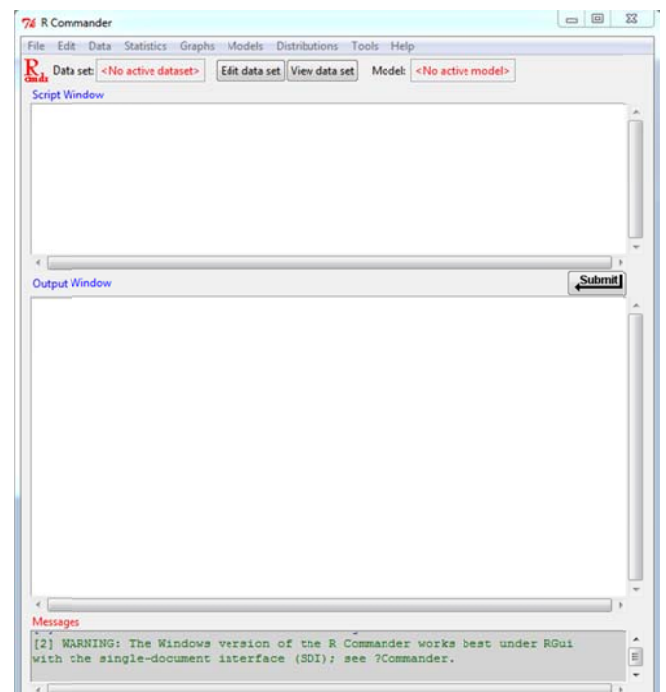 R Commander
File Edit Data Statistics Graphs Models Distributions Tools Help
R cmdr Data set: <No active dataset> Edit data set View data set Model: <No active model>
Script Window
Output Window Submit
Messages
[2] WARNING: The Windows version of the R Commander works best under RGui
with the single-document interface (SDI); see ?Commander.